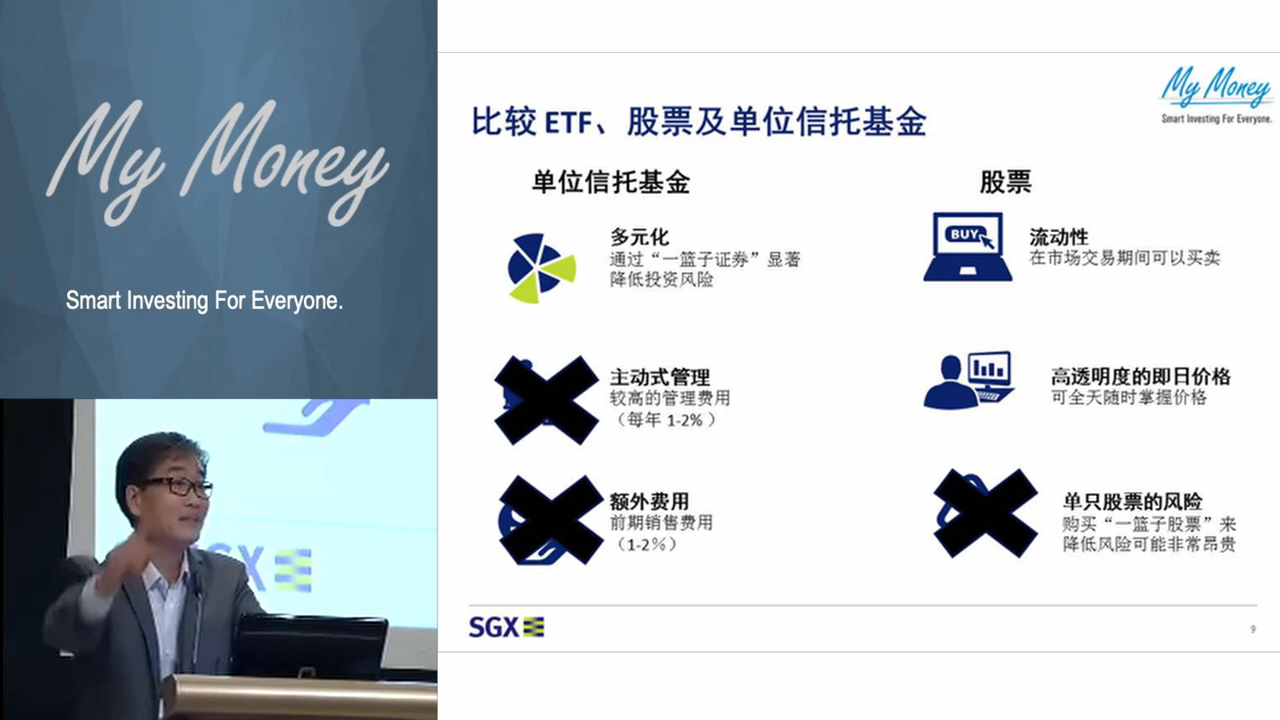 My Money
Smart Investing For Everyone.
My Money
Smart Investing For Everyone.
比较 ETF、股票及单位信托基金
单位信托基金
多元化
通过“一篮子证券”显著
降低投资风险
主动式管理
较高的管理费用
（每年 1-2% ）
额外费用
前期销售费用
（1-2%）
股票
BUY
流动性
在市场交易期间可以买卖
高透明度的即日价格
可全天随时掌握价格
单只股票的风险
购买“一篮子股票”来
降低风险可能非常昂贵
SGX
9
SGX